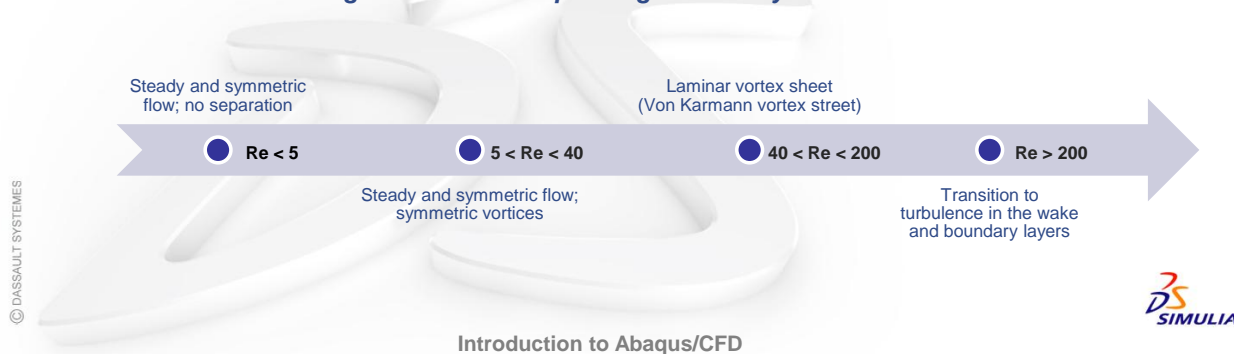 Steady and symmetric
flow; no separation
Laminar vortex sheet
(Von Karmann vortex street)
Re < 5
5 < Re < 40
40 < Re < 200
Re > 200
Steady and symmetric flow;
symmetric vortices
Transition to
turbulence in the wake
and boundary layers
© DASSAULT SYSTEMES
SIMULIA
Introduction to Abaqus/CFD